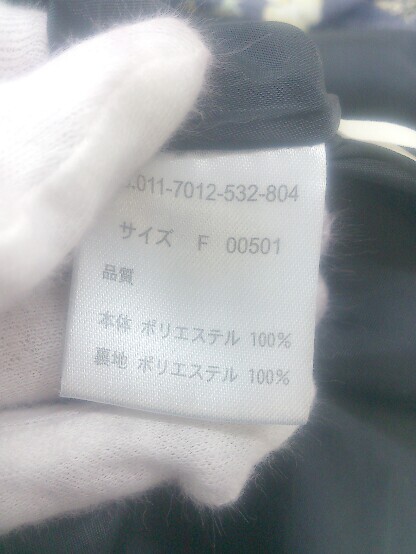 .011-7012-532-804
サイズ F 00501
品質
本体 ポリエステル 100%
裏地 ポリエステル 100%